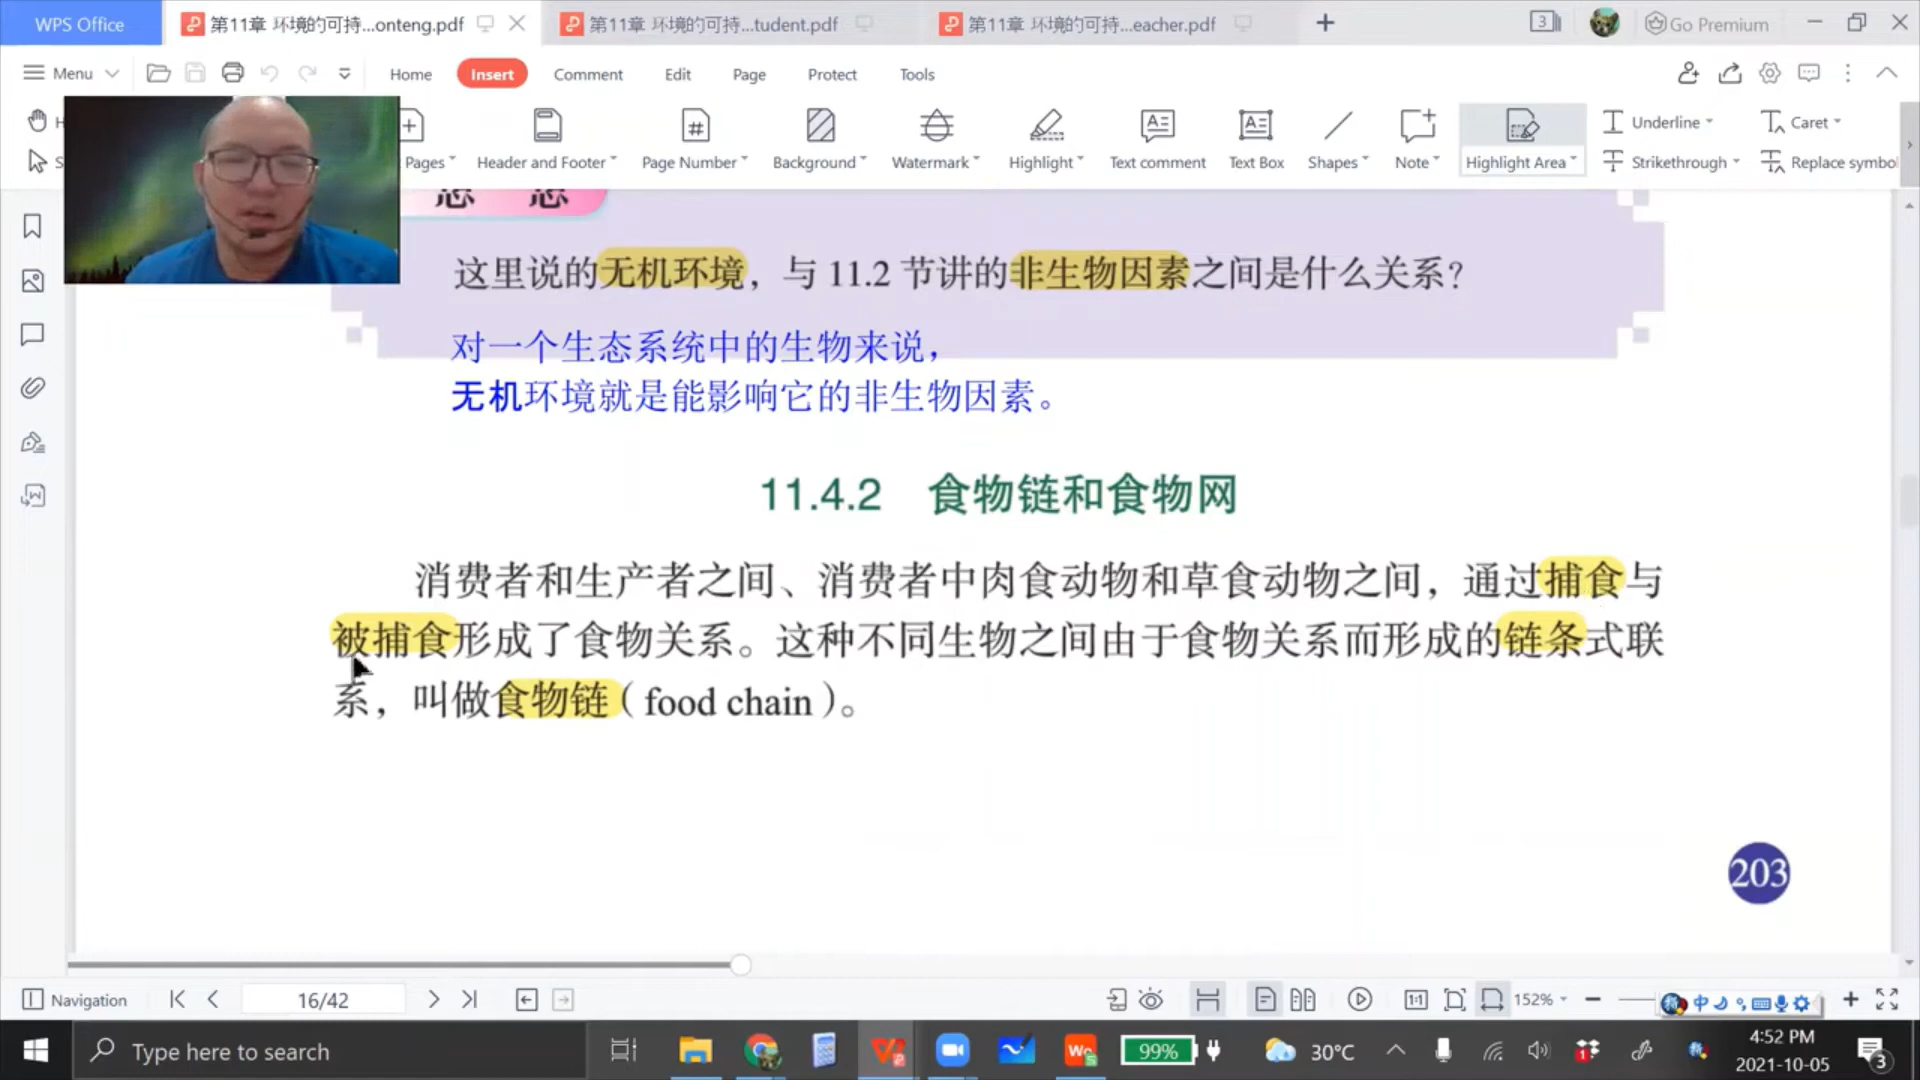 WPS Office
第11章 环境的可持...onteng.pdf
第11章 环境的可持...tudent.pdf
第11章 环境的可持...eacher.pdf
3
Go Premium
Menu
Home
Insert
Comment
Edit
Page
Protect
Tools
Pages
Header and Footer
Page Number
Background
Watermark
Highlight
Text comment
Text Box
Shapes
Note
Highlight Area
Underline
Strikethrough
Caret
Replace symbol
这里说的无机环境，与 11.2 节讲的非生物因素之间是什么关系？
对一个生态系统中的生物来说，
无机环境就是能影响它的非生物因素。
11.4.2 食物链和食物网
消费者和生产者之间、消费者中肉食动物和草食动物之间，通过捕食与
被捕食形成了食物关系。这种不同生物之间由于食物关系而形成的链条式联
系，叫做食物链（food chain）。
203
Navigation
16/42
152%
中
Type here to search
99%
30°C
4:52 PM
2021-10-05
3